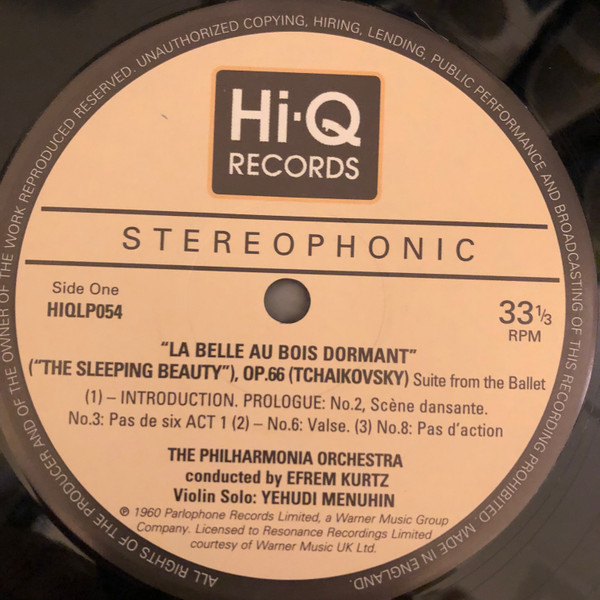 ALL RIGHTS OF THE PRODUCER AND OF THE OWNER OF THE WORK REPRODUCED RESERVED. UNAUTHORIZED COPYING, HIRING, LENDING, PUBLIC PERFORMANCE AND BROADCASTING OF THIS RECORDING PROHIBITED. MADE IN ENGLAND.
Hi·Q
RECORDS
STEREOPHONIC
Side One
HIQLP054
33 1/3
RPM
"LA BELLE AU BOIS DORMANT"
("THE SLEEPING BEAUTY"), OP.66 (TCHAIKOVSKY) Suite from the Ballet
(1) – INTRODUCTION. PROLOGUE: No.2, Scène dansante.
No.3: Pas de six ACT 1 (2) – No.6: Valse. (3) No.8: Pas d'action
THE PHILHARMONIA ORCHESTRA
conducted by EFREM KURTZ
Violin Solo: YEHUDI MENUHIN
℗ 1960 Parlophone Records Limited, a Warner Music Group
Company. Licensed to Resonance Recordings Limited
courtesy of Warner Music UK Ltd.